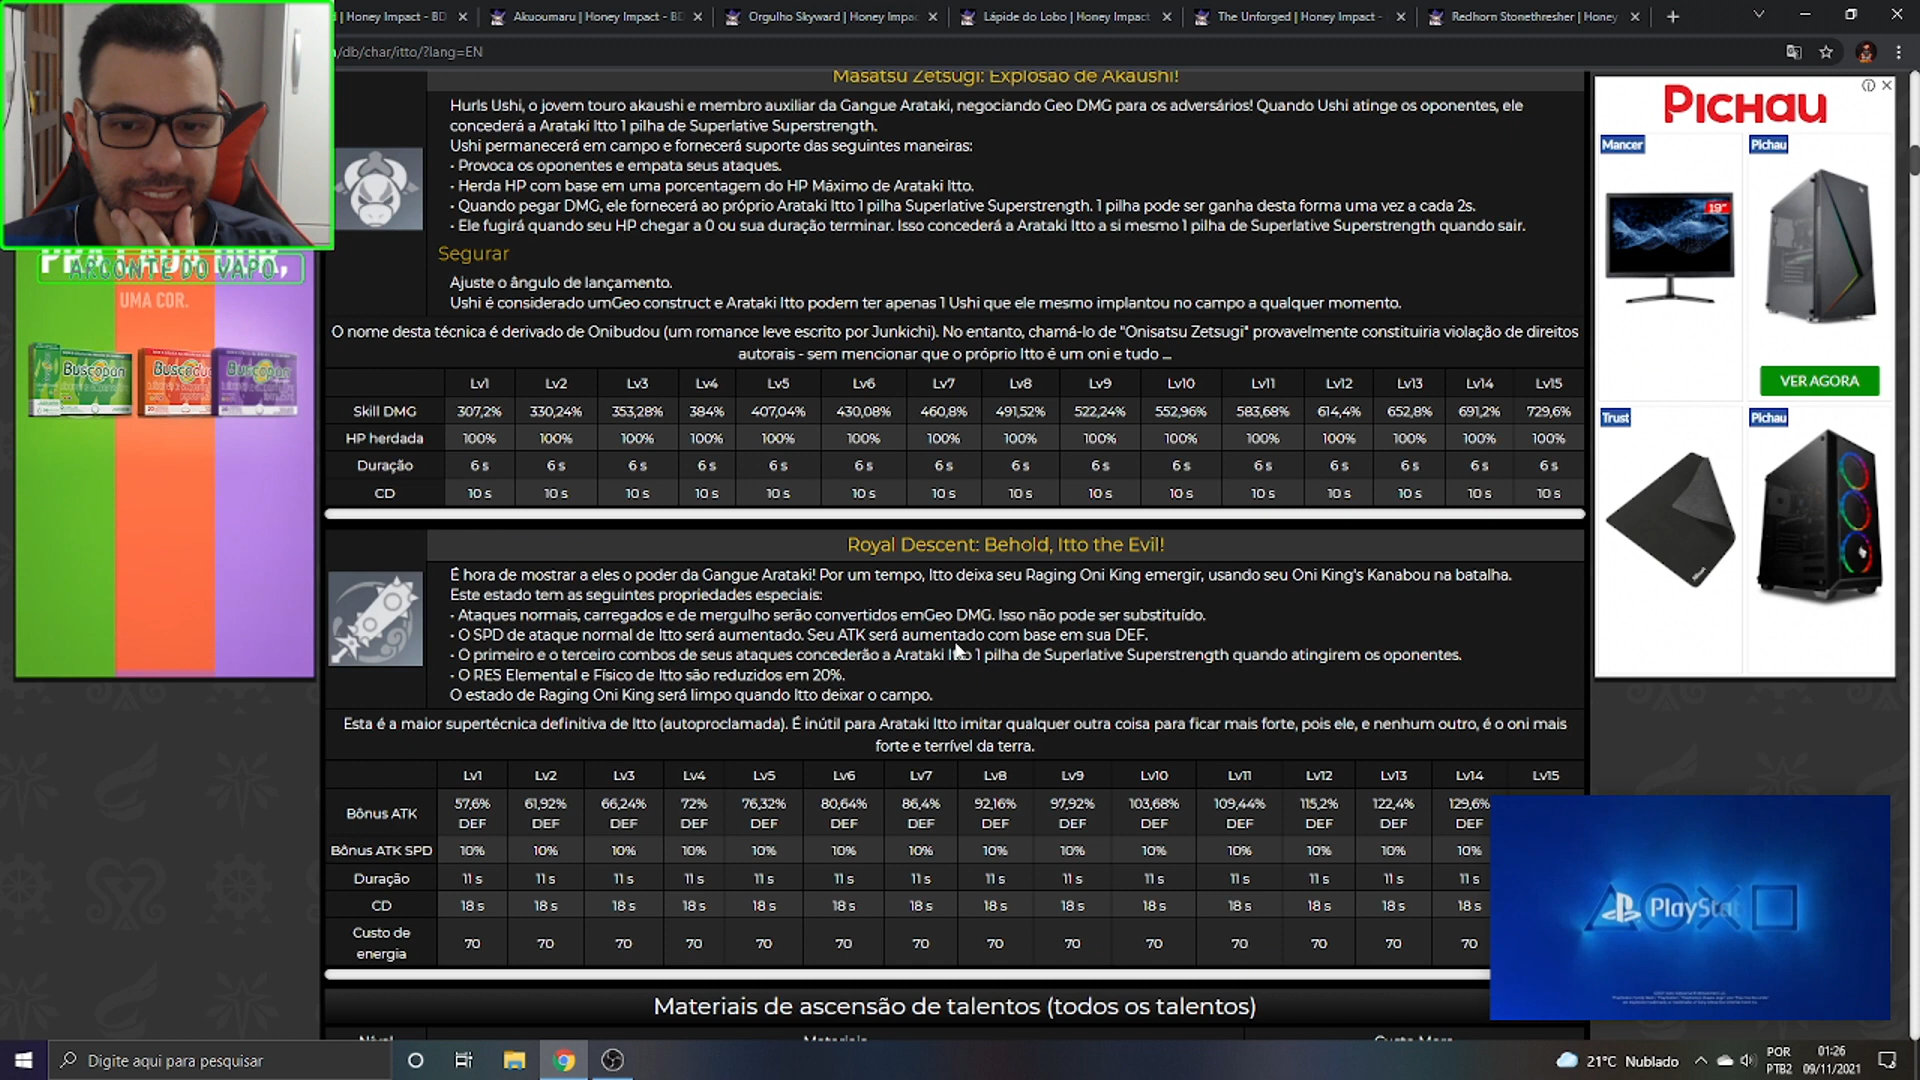 d | Honey Impact - BD
Akuoumaru | Honey Impact - BD
Orgulho Skyward | Honey Impac
Lápide do Lobo | Honey Impact
The Unforged | Honey Impact -
Redhorn Stonethresher | Honey
/db/char/itto/?lang=EN
Masatsu Zetsugi: Explosão de Akaushi!
Hurls Ushi, o jovem touro akaushi e membro auxiliar da Gangue Arataki, negociando Geo DMG para os adversários! Quando Ushi atinge os oponentes, ele
concederá a Arataki Itto 1 pilha de Superlative Superstrength.
Ushi permanecerá em campo e fornecerá suporte das seguintes maneiras:
• Provoca os oponentes e empata seus ataques.
• Herda HP com base em uma porcentagem do HP Máximo de Arataki Itto.
• Quando pegar DMG, ele fornecerá ao próprio Arataki Itto 1 pilha Superlative Superstrength. 1 pilha pode ser ganha desta forma uma vez a cada 2s.
• Ele fugirá quando seu HP chegar a 0 ou sua duração terminar. Isso concederá a Arataki Itto a si mesmo 1 pilha de Superlative Superstrength quando sair.
Segurar
Ajuste o ângulo de lançamento.
Ushi é considerado umGeo construct e Arataki Itto podem ter apenas 1 Ushi que ele mesmo implantou no campo a qualquer momento.
O nome desta técnica é derivado de Onibudou (um romance leve escrito por Junkichi). No entanto, chamá-lo de "Onisatsu Zetsugi" provavelmente constituiria violação de direitos
autorais - sem mencionar que o próprio Itto é um oni e tudo ...
Lv1 Lv2 Lv3 Lv4 Lv5 Lv6 Lv7 Lv8 Lv9 Lv10 Lv11 Lv12 Lv13 Lv14 Lv15
Skill DMG 307,2% 330,24% 353,28% 384% 407,04% 430,08% 460,8% 491,52% 522,24% 552,96% 583,68% 614,4% 652,8% 691,2% 729,6%
HP herdada 100% 100% 100% 100% 100% 100% 100% 100% 100% 100% 100% 100% 100% 100% 100%
Duração 6 s 6 s 6 s 6 s 6 s 6 s 6 s 6 s 6 s 6 s 6 s 6 s 6 s 6 s 6 s
CD 10 s 10 s 10 s 10 s 10 s 10 s 10 s 10 s 10 s 10 s 10 s 10 s 10 s 10 s 10 s
Royal Descent: Behold, Itto the Evil!
É hora de mostrar a eles o poder da Gangue Arataki! Por um tempo, Itto deixa seu Raging Oni King emergir, usando seu Oni King's Kanabou na batalha.
Este estado tem as seguintes propriedades especiais:
• Ataques normais, carregados e de mergulho serão convertidos emGeo DMG. Isso não pode ser substituído.
• O SPD de ataque normal de Itto será aumentado. Seu ATK será aumentado com base em sua DEF.
• O primeiro e o terceiro combos de seus ataques concederão a Arataki Itto 1 pilha de Superlative Superstrength quando atingirem os oponentes.
• O RES Elemental e Físico de Itto são reduzidos em 20%.
O estado de Raging Oni King será limpo quando Itto deixar o campo.
Esta é a maior supertécnica definitiva de Itto (autoproclamada). É inútil para Arataki Itto imitar qualquer outra coisa para ficar mais forte, pois ele, e nenhum outro, é o oni mais
forte e terrível da terra.
Lv1 Lv2 Lv3 Lv4 Lv5 Lv6 Lv7 Lv8 Lv9 Lv10 Lv11 Lv12 Lv13 Lv14 Lv15
Bônus ATK 57,6% 61,92% 66,24% 72% 76,32% 80,64% 86,4% 92,16% 97,92% 103,68% 109,44% 115,2% 122,4% 129,6%
DEF DEF DEF DEF DEF DEF DEF DEF DEF DEF DEF DEF DEF DEF
Bônus ATK SPD 10% 10% 10% 10% 10% 10% 10% 10% 10% 10% 10% 10% 10% 10%
Duração 11 s 11 s 11 s 11 s 11 s 11 s 11 s 11 s 11 s 11 s 11 s 11 s 11 s 11 s
CD 18 s 18 s 18 s 18 s 18 s 18 s 18 s 18 s 18 s 18 s 18 s 18 s 18 s 18 s
Custo de
energia 70 70 70 70 70 70 70 70 70 70 70 70 70 70
Materiais de ascensão de talentos (todos os talentos)
Nível Materiais Custo Mora
ARCONTE DO VAPO
PRA CADA DOR,
UMA COR.
Buscopan
Buscoduo
Buscopan
PICHAU
Mancer
Pichau
19"
VER AGORA
Trust
Pichau
PlayStat
Digite aqui para pesquisar
21°C Nublado
POR
PTB2
01:26
09/11/2021